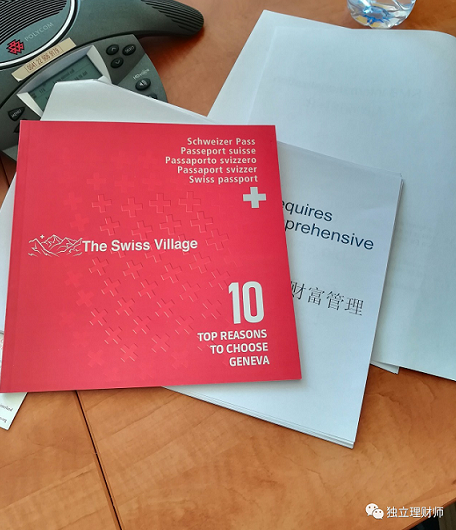 POLYCOM
Schweizer Pass
Passeport suisse
Passaporto svizzero
Passaport svizzer
Swiss passport
The Swiss Village
10
TOP REASONS
TO CHOOSE
GENEVA
equires
prehensive
财富管理
独立理财师